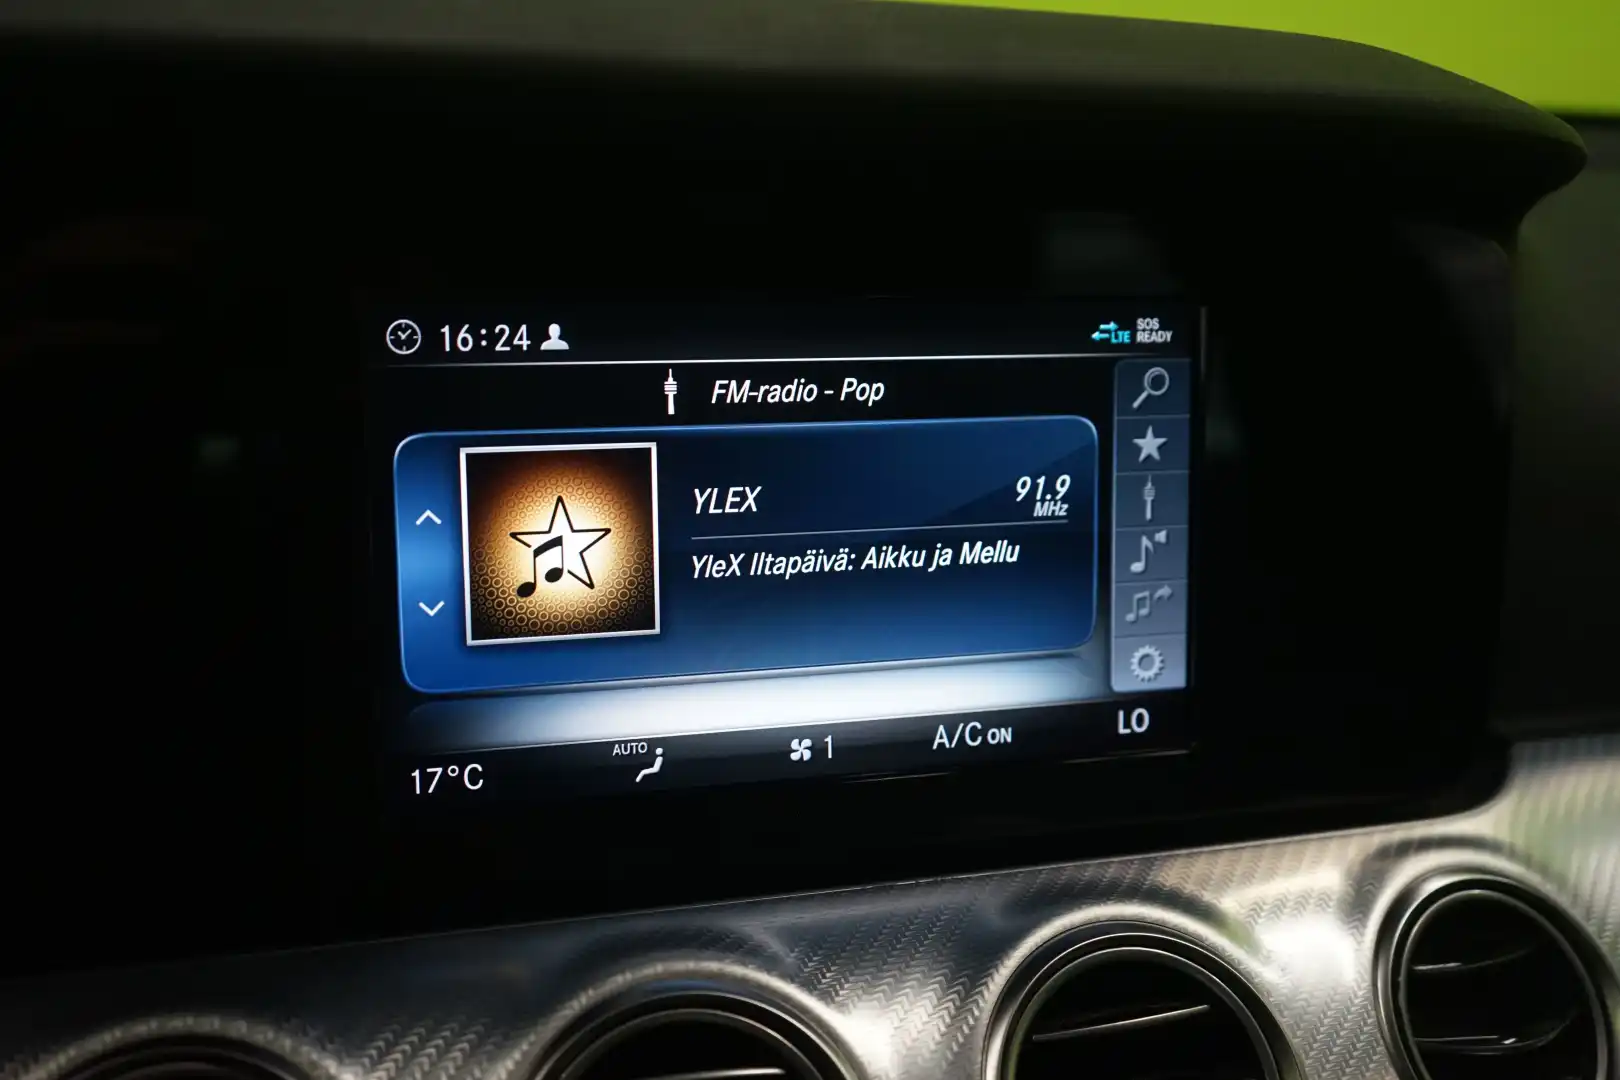 16:24
LTE
SOS
READY
FM-radio - Pop
YLEX
91.9
MHz
YleX Iltapäivä: Aikku ja Mellu
17°C
AUTO
1
A/C ON
LO